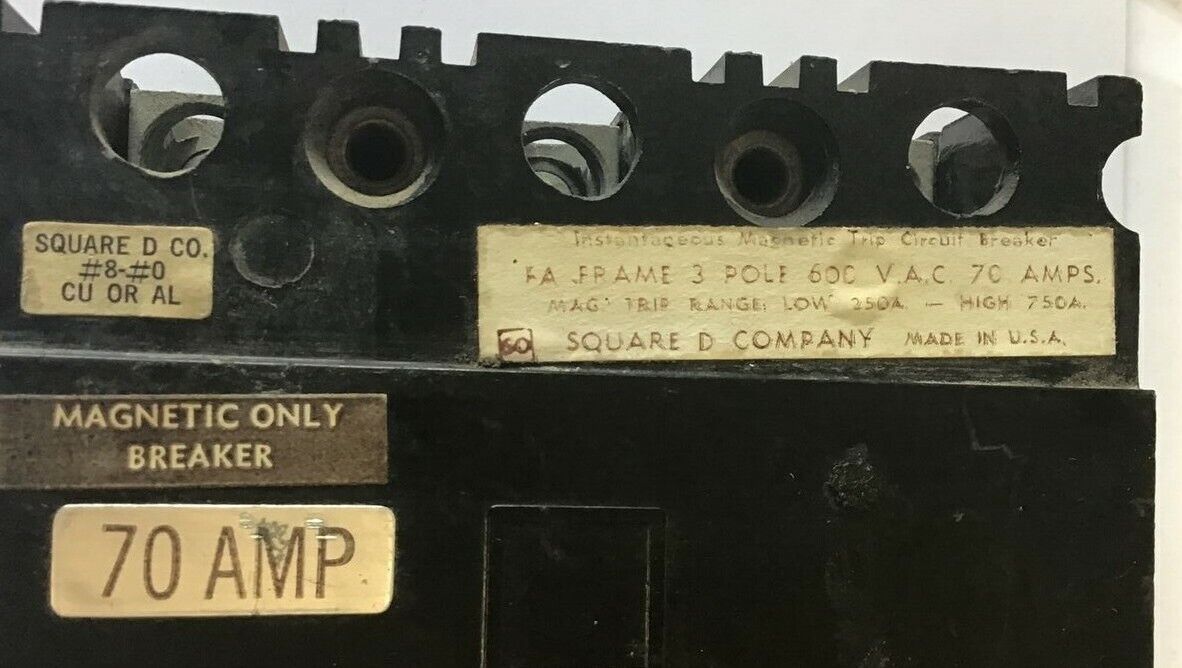 SQUARE D CO.
#8-#0
CU OR AL
Instantaneous Magnetic Trip Circuit Breaker
FA FRAME 3 POLE 600 V.A.C 70 AMPS.
MAG. TRIP RANGE: LOW 250A. — HIGH 750A.
60 SQUARE D COMPANY MADE IN U.S.A.
MAGNETIC ONLY
BREAKER
70 AMP